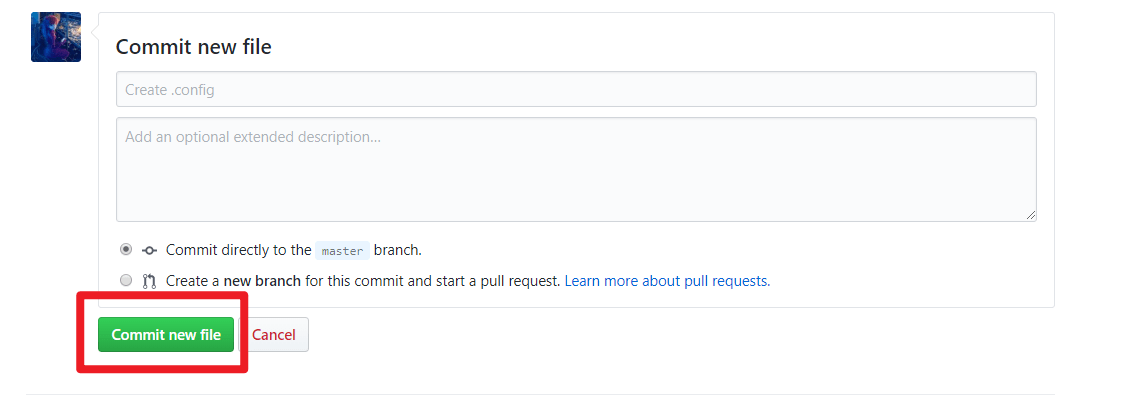 Commit new file
Create .config
Add an optional extended description...
Commit directly to the master branch.
Create a new branch for this commit and start a pull request. Learn more about pull requests.
Commit new file Cancel